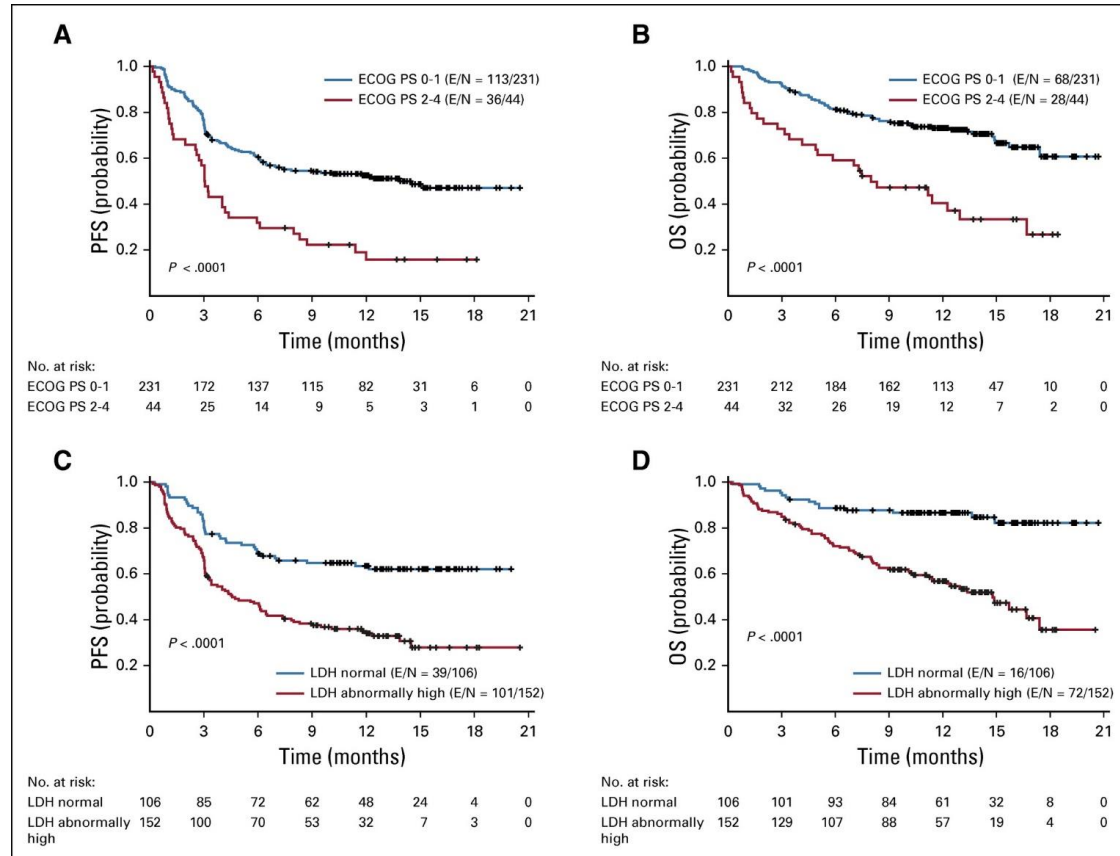 A
PFS (probability)
1.0
0.8
0.6
0.4
0.2
ECOG PS 0-1 (E/N = 113/231)
ECOG PS 2-4 (E/N = 36/44)
P < .0001
0 3 6 9 12 15 18 21
Time (months)
No. at risk:
ECOG PS 0-1 231 172 137 115 82 31 6 0
ECOG PS 2-4 44 25 14 9 5 3 1 0
B
OS (probability)
1.0
0.8
0.6
0.4
0.2
ECOG PS 0-1 (E/N = 68/231)
ECOG PS 2-4 (E/N = 28/44)
P < .0001
0 3 6 9 12 15 18 21
Time (months)
No. at risk:
ECOG PS 0-1 231 212 184 162 113 47 10 0
ECOG PS 2-4 44 32 26 19 12 7 2 0
C
PFS (probability)
1.0
0.8
0.6
0.4
0.2
P < .0001
LDH normal (E/N = 39/106)
LDH abnormally high (E/N = 101/152)
0 3 6 9 12 15 18 21
Time (months)
No. at risk:
LDH normal 106 85 72 62 48 24 4 0
LDH abnormally 152 100 70 53 32 7 3 0
high
D
OS (probability)
1.0
0.8
0.6
0.4
0.2
P < .0001
LDH normal (E/N = 16/106)
LDH abnormally high (E/N = 72/152)
0 3 6 9 12 15 18 21
Time (months)
No. at risk:
LDH normal 106 101 93 84 61 32 8 0
LDH abnormally 152 129 107 88 57 19 4 0
high